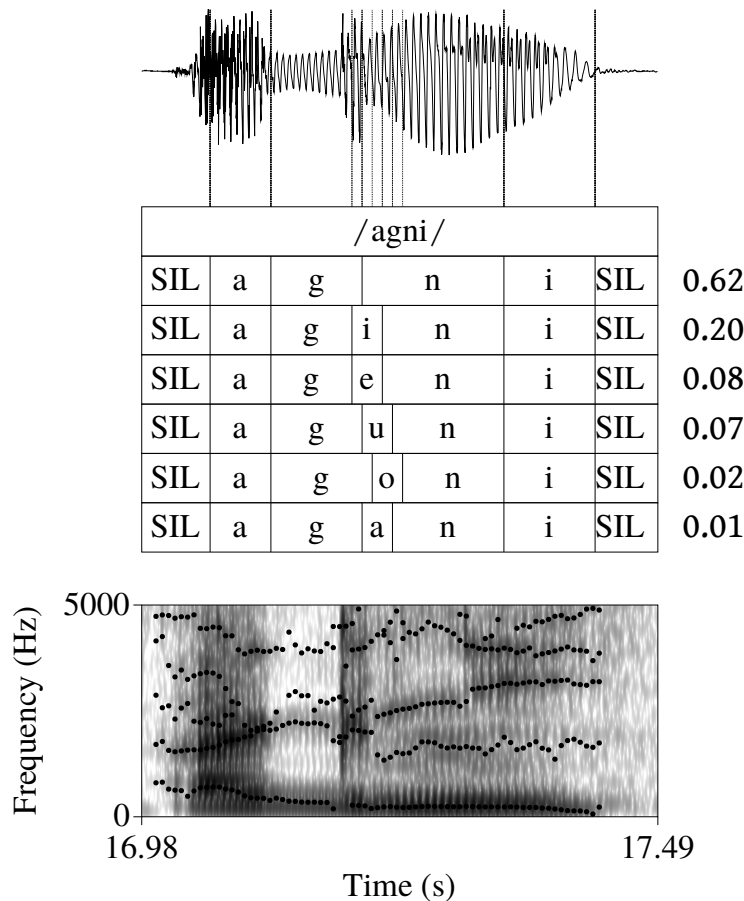 /agni/
SIL a g n i SIL 0.62
SIL a g i n i SIL 0.20
SIL a g e n i SIL 0.08
SIL a g u n i SIL 0.07
SIL a g o n i SIL 0.02
SIL a g a n i SIL 0.01
5000
Frequency (Hz)
0
16.98 17.49
Time (s)